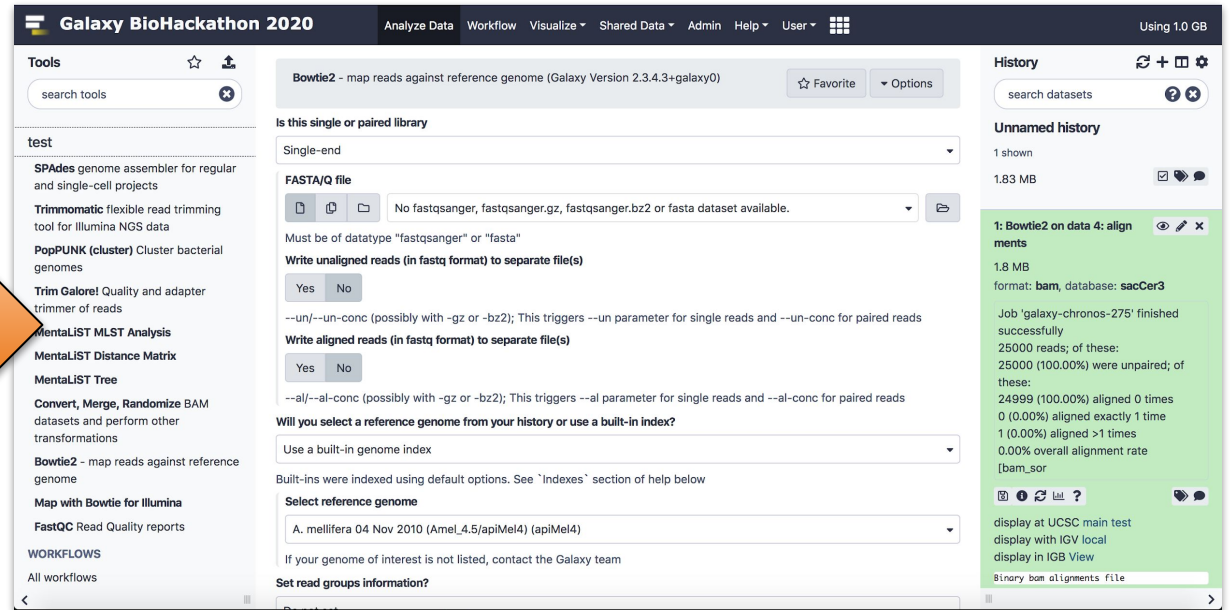 Galaxy BioHackathon 2020
Analyze Data Workflow Visualize Shared Data Admin Help User
Using 1.0 GB
Tools
search tools
test
SPAdes genome assembler for regular
and single-cell projects
Trimmomatic flexible read trimming
tool for Illumina NGS data
PopPUNK (cluster) Cluster bacterial
genomes
Trim Galore! Quality and adapter
trimmer of reads
MentaLiST MLST Analysis
MentaLiST Distance Matrix
MentaLiST Tree
Convert, Merge, Randomize BAM
datasets and perform other
transformations
Bowtie2 - map reads against reference
genome
Map with Bowtie for Illumina
FastQC Read Quality reports
WORKFLOWS
All workflows
Bowtie2 - map reads against reference genome (Galaxy Version 2.3.4.3+galaxy0)
Favorite
Options
Is this single or paired library
Single-end
FASTA/Q file
No fastqsanger, fastqsanger.gz, fastqsanger.bz2 or fasta dataset available.
Must be of datatype "fastqsanger" or "fasta"
Write unaligned reads (in fastq format) to separate file(s)
Yes No
--un/--un-conc (possibly with -gz or -bz2); This triggers --un parameter for single reads and --un-conc for paired reads
Write aligned reads (in fastq format) to separate file(s)
Yes No
--al/--al-conc (possibly with -gz or -bz2); This triggers --al parameter for single reads and --al-conc for paired reads
Will you select a reference genome from your history or use a built-in index?
Use a built-in genome index
Built-ins were indexed using default options. See `Indexes` section of help below
Select reference genome
A. mellifera 04 Nov 2010 (Amel_4.5/apiMel4) (apiMel4)
If your genome of interest is not listed, contact the Galaxy team
Set read groups information?
History
search datasets
Unnamed history
1 shown
1.83 MB
1: Bowtie2 on data 4: align
ments
1.8 MB
format: bam, database: sacCer3
Job 'galaxy-chronos-275' finished
successfully
25000 reads; of these:
25000 (100.00%) were unpaired; of
these:
24999 (100.00%) aligned 0 times
0 (0.00%) aligned exactly 1 time
1 (0.00%) aligned >1 times
0.00% overall alignment rate
[bam_sor
display at UCSC main test
display with IGV local
display in IGB View
Binary bam alignments file